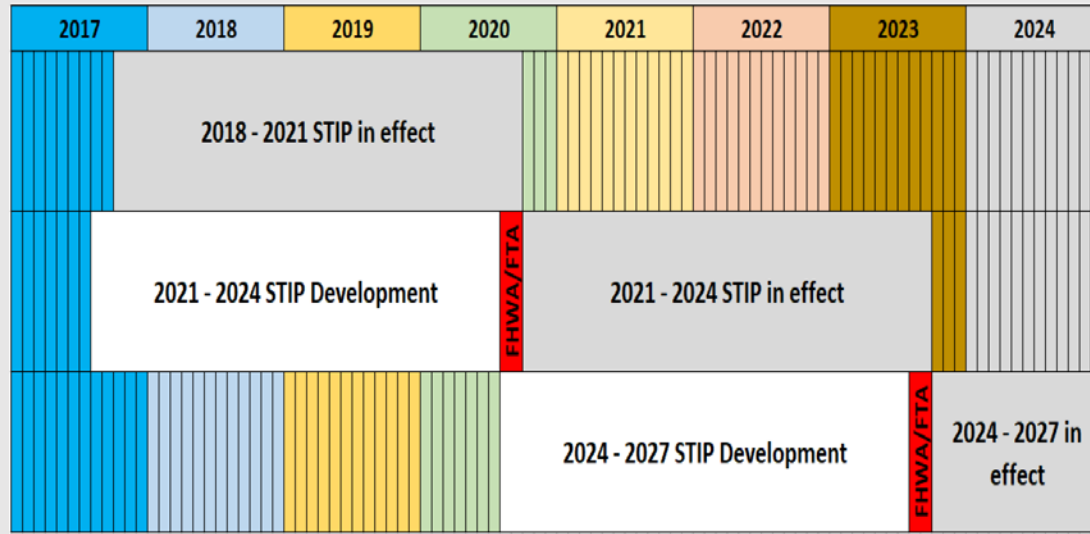 2017 2018 2019 2020 2021 2022 2023 2024
2018 - 2021 STIP in effect
2021 - 2024 STIP Development
FHWA/FTA
2021 - 2024 STIP in effect
2024 - 2027 STIP Development
FHWA/FTA
2024 - 2027 in
effect